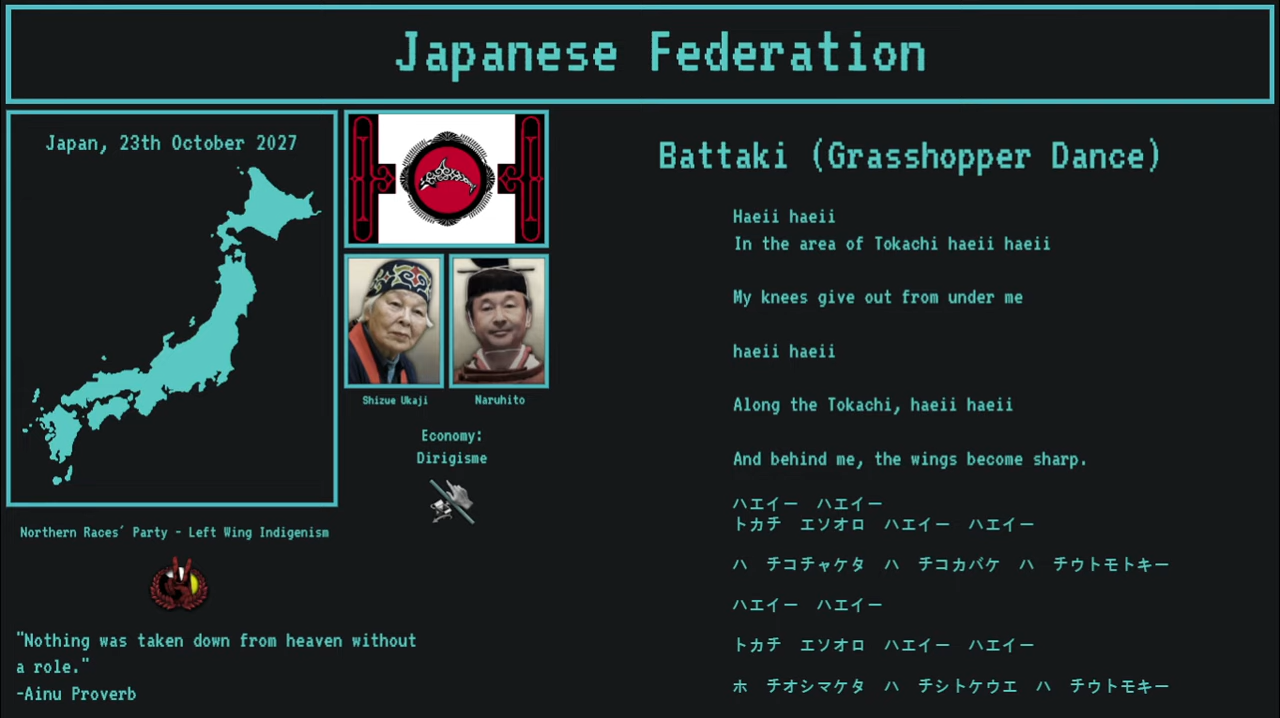 Japanese Federation
Japan, 23th October 2027
Shizue Ukaji
Naruhito
Economy:
Dirigisme
Northern Races´ Party - Left Wing Indigenism
"Nothing was taken down from heaven without
a role."
-Ainu Proverb
Battaki (Grasshopper Dance)
Haeii haeii
In the area of Tokachi haeii haeii
My knees give out from under me
haeii haeii
Along the Tokachi, haeii haeii
And behind me, the wings become sharp.
ハエイー　ハエイー
トカチ　エソオロ　ハエイー　ハエイー
ハ　チコチャケタ　ハ　チコカバケ　ハ　チウトモトキー
ハエイー　ハエイー
トカチ　エソオロ　ハエイー　ハエイー
ホ　チオシマケタ　ハ　チシトケウエ　ハ　チウトモキー